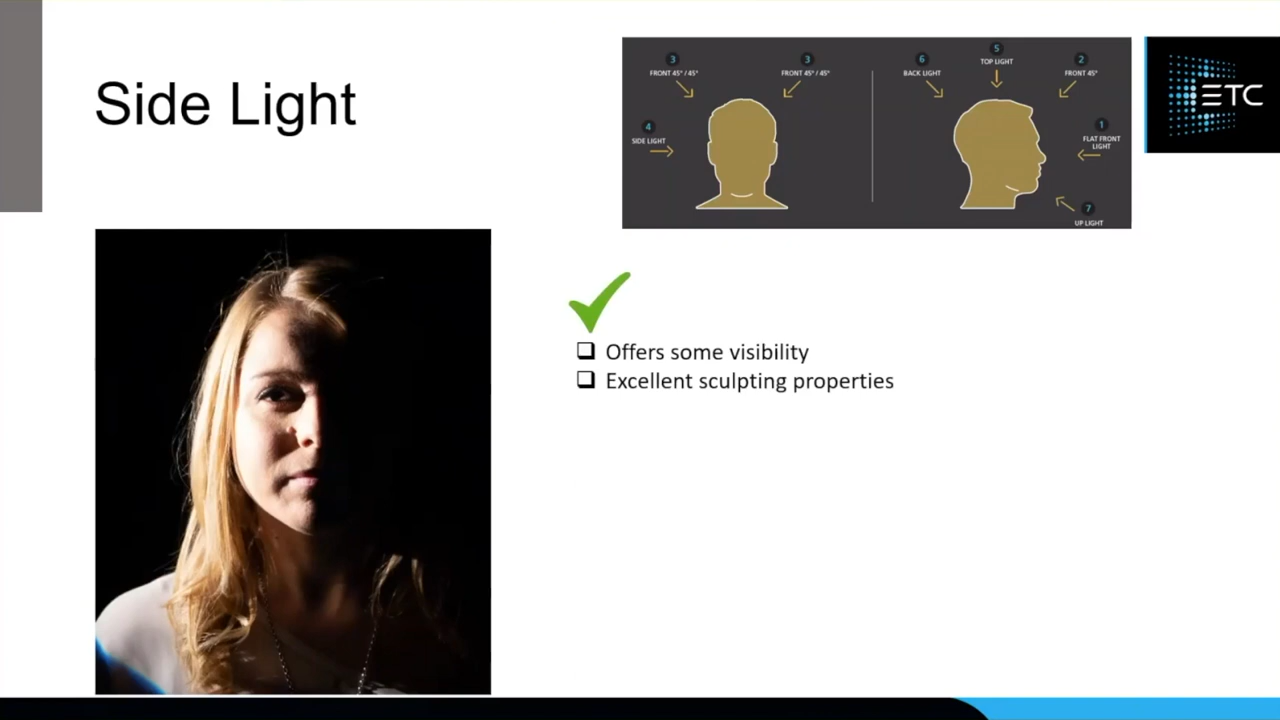 Side Light
3
FRONT 45° / 45°
3
FRONT 45° / 45°
4
SIDE LIGHT
6
BACK LIGHT
5
TOP LIGHT
2
FRONT 45°
1
FLAT FRONT
LIGHT
7
UP LIGHT
ETC
Offers some visibility
Excellent sculpting properties